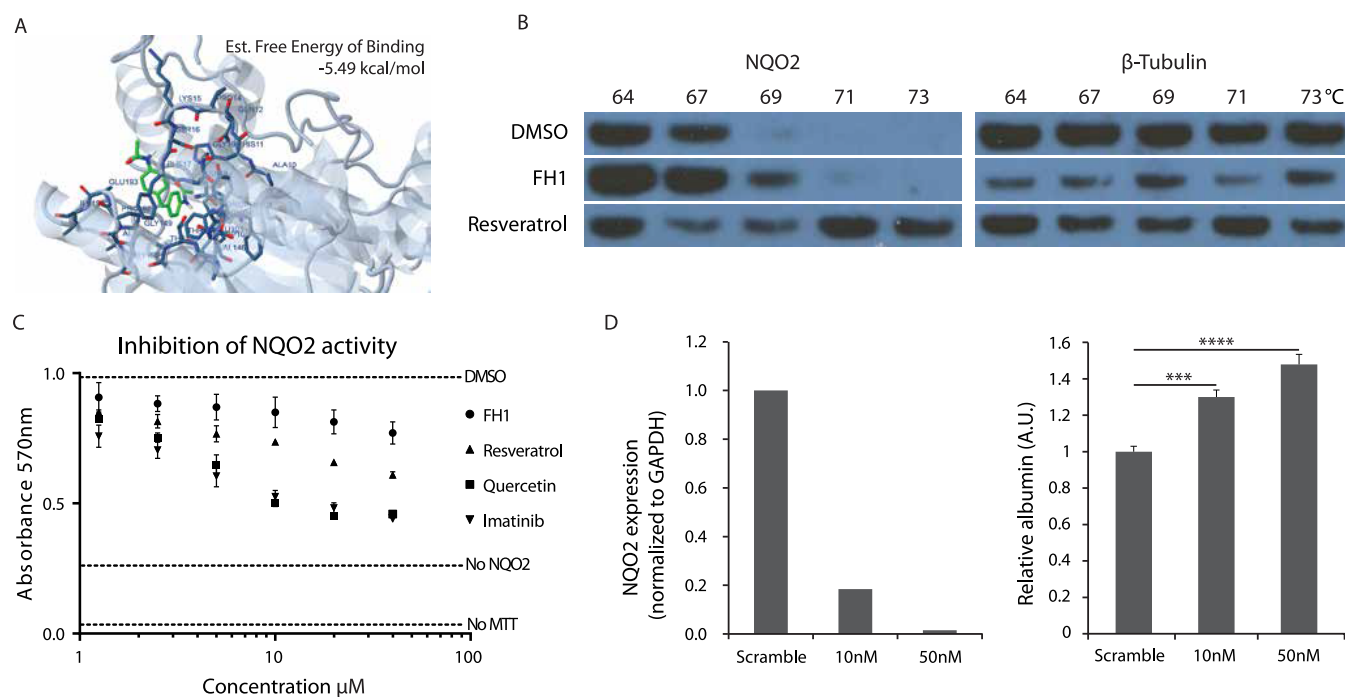 A
Est. Free Energy of Binding
-5.49 kcal/mol
LYS15
HIS11
ALA10
GLU193
B
NQO2
β-Tubulin
64 67 69 71 73
64 67 69 71 73 °C
DMSO
FH1
Resveratrol
C
Inhibition of NQO2 activity
Absorbance 570nm
1.0
0.5
0.0
DMSO
FH1
Resveratrol
Quercetin
Imatinib
No NQO2
No MTT
1 10 100
Concentration μM
D
NQO2 expression
(normalized to GAPDH)
1.2
1.0
0.8
0.6
0.4
0.2
0.0
Scramble 10nM 50nM
Relative albumin (A.U.)
1.6
1.4
1.2
1
0.8
0.6
0.4
0.2
0
****
***
Scramble 10nM 50nM